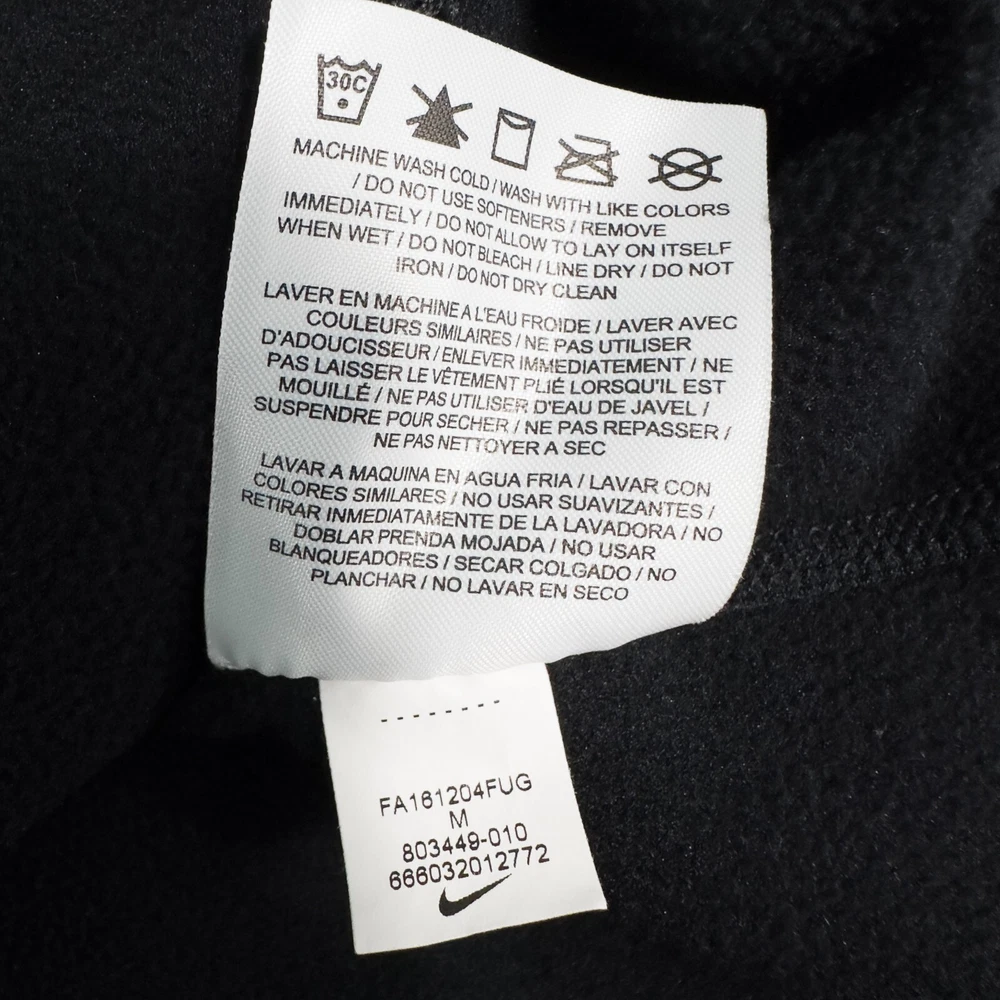 30C
MACHINE WASH COLD / WASH WITH LIKE COLORS
/ DO NOT USE SOFTENERS / REMOVE
IMMEDIATELY / DO NOT ALLOW TO LAY ON ITSELF
WHEN WET / DO NOT BLEACH / LINE DRY / DO NOT
IRON / DO NOT DRY CLEAN
LAVER EN MACHINE A L'EAU FROIDE / LAVER AVEC
COULEURS SIMILAIRES / NE PAS UTILISER
D'ADOUCISSEUR / ENLEVER IMMEDIATEMENT / NE
PAS LAISSER LE VÊTEMENT PLIÉ LORSQU'IL EST
MOUILLÉ / NE PAS UTILISER D'EAU DE JAVEL /
SUSPENDRE POUR SECHER / NE PAS REPASSER /
NE PAS NETTOYER A SEC
LAVAR A MAQUINA EN AGUA FRIA / LAVAR CON
COLORES SIMILARES / NO USAR SUAVIZANTES /
RETIRAR INMEDIATAMENTE DE LA LAVADORA / NO
DOBLAR PRENDA MOJADA / NO USAR
BLANQUEADORES / SECAR COLGADO / NO
PLANCHAR / NO LAVAR EN SECO
--------
FA161204FUG
M
803449-010
666032012772